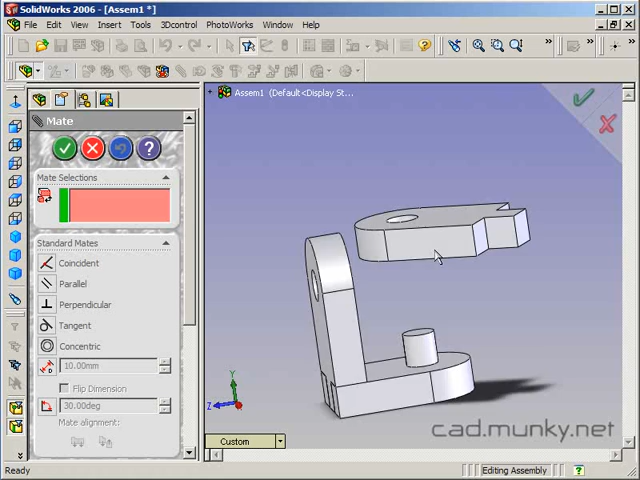 SolidWorks 2006 - [Assem1 *]
File Edit View Insert Tools 3Dcontrol PhotoWorks Window Help
Assem1 (Default<Display St...
Mate
Mate Selections
Standard Mates
Coincident
Parallel
Perpendicular
Tangent
Concentric
10.00mm
Flip Dimension
30.00deg
Mate alignment:
Y
Z
Custom
cad.munky.net
Ready
Editing Assembly